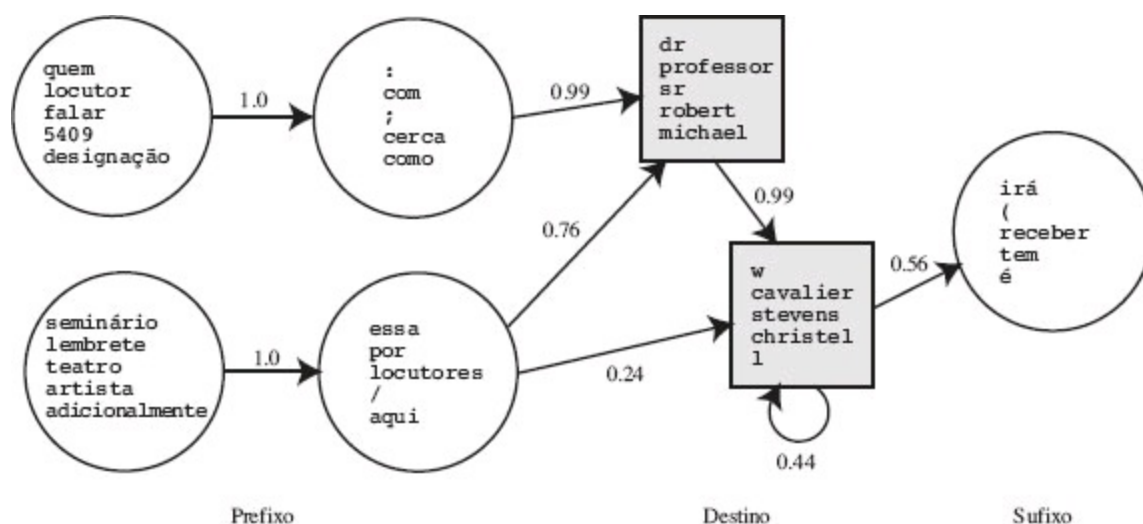 quem
locutor
falar
5409
designação
1.0
:
com
;
cerca
como
0.99
dr
professor
sr
robert
michael
0.76
0.99
irá
(
receber
tem
é
seminário
lembrete
teatro
artista
adicionalmente
1.0
essa
por
locutores
/
aqui
0.24
w
cavalier
stevens
christel
l
0.56
0.44
Prefixo
Destino
Sufixo